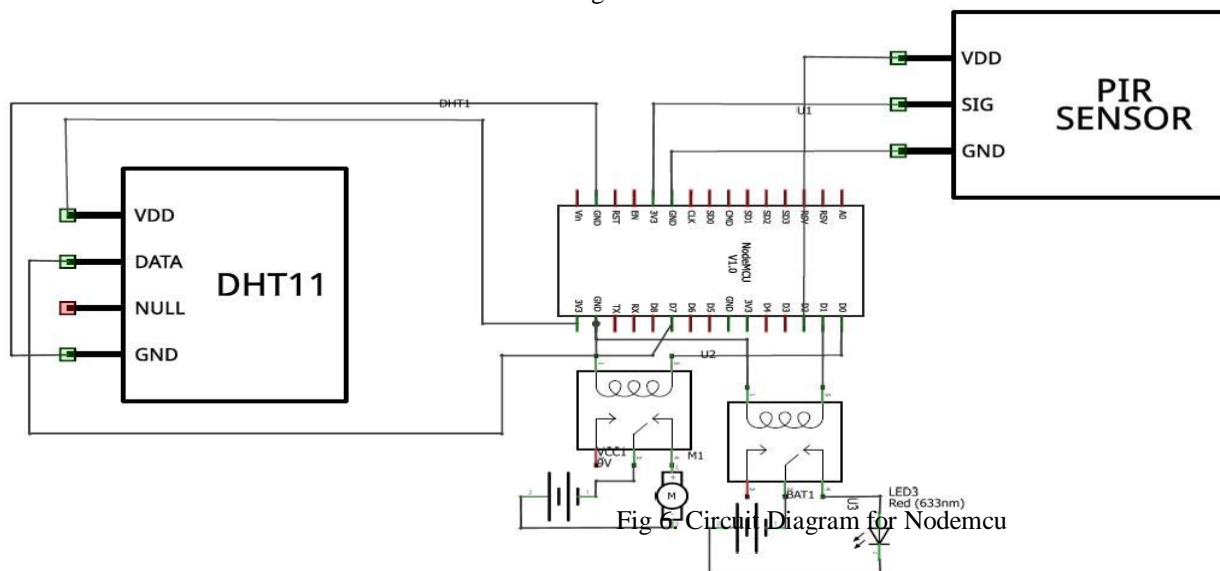 DHT1
U1
VDD
SIG
GND
PIR
SENSOR
VDD
DATA
NULL
GND
DHT11
Vin
GND
RST
EN
3V3
GND
CLK
SD0
CMD
SD1
SD2
SD3
RSV
RSV
A0
NodeMCU
V1.0
3V3
GND
TX
RX
D8
D7
D6
D5
GND
3V3
D4
D3
D2
D1
D0
U2
VCC1
9V
M1
M
BAT1
U3
LED3
Red (633nm)
Fig 6. Circuit Diagram for Nodemcu